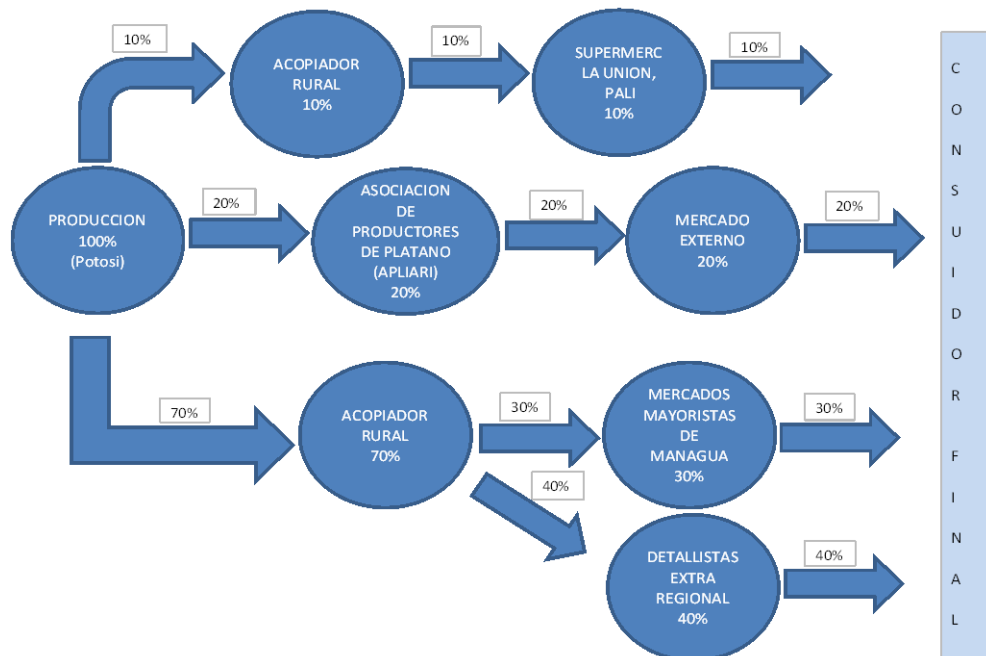 10%
ACOPIADOR
RURAL
10%
10%
SUPERMERC
LA UNION,
PALI
10%
10%
PRODUCCION
100%
(Potosi)
20%
ASOCIACION
DE
PRODUCTORES
DE PLATANO
(APLIARI)
20%
20%
MERCADO
EXTERNO
20%
20%
70%
ACOPIADOR
RURAL
70%
30%
MERCADOS
MAYORISTAS
DE
MANAGUA
30%
30%
40%
DETALLISTAS
EXTRA
REGIONAL
40%
40%
C
O
N
S
U
I
D
O
R
F
I
N
A
L